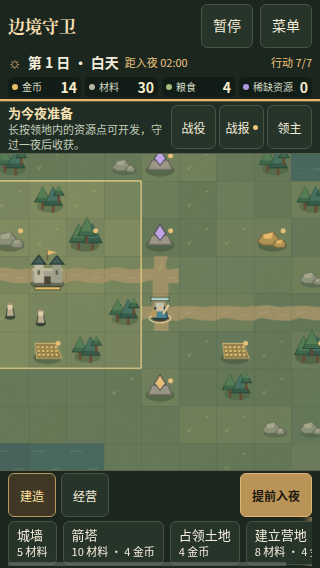 边境守卫
暂停
菜单
第 1 日 · 白天 距入夜 02:00
行动 7/7
金币 14
材料 30
粮食 4
稀缺资源 0
为今夜准备
长按领地内的资源点可开发，守过一夜后收获。
战役
战报
领主
建造
经营
提前入夜
城墙
5 材料
箭塔
10 材料 · 4 金币
占领土地
4 金币
建立营地
8 材料 · 4